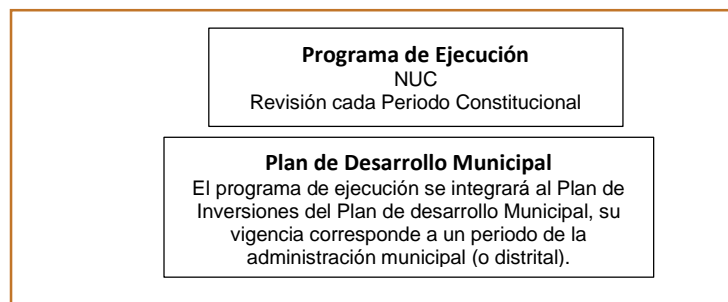 Programa de Ejecución
NUC
Revisión cada Periodo Constitucional
Plan de Desarrollo Municipal
El programa de ejecución se integrará al Plan de
Inversiones del Plan de desarrollo Municipal, su
vigencia corresponde a un periodo de la
administración municipal (o distrital).